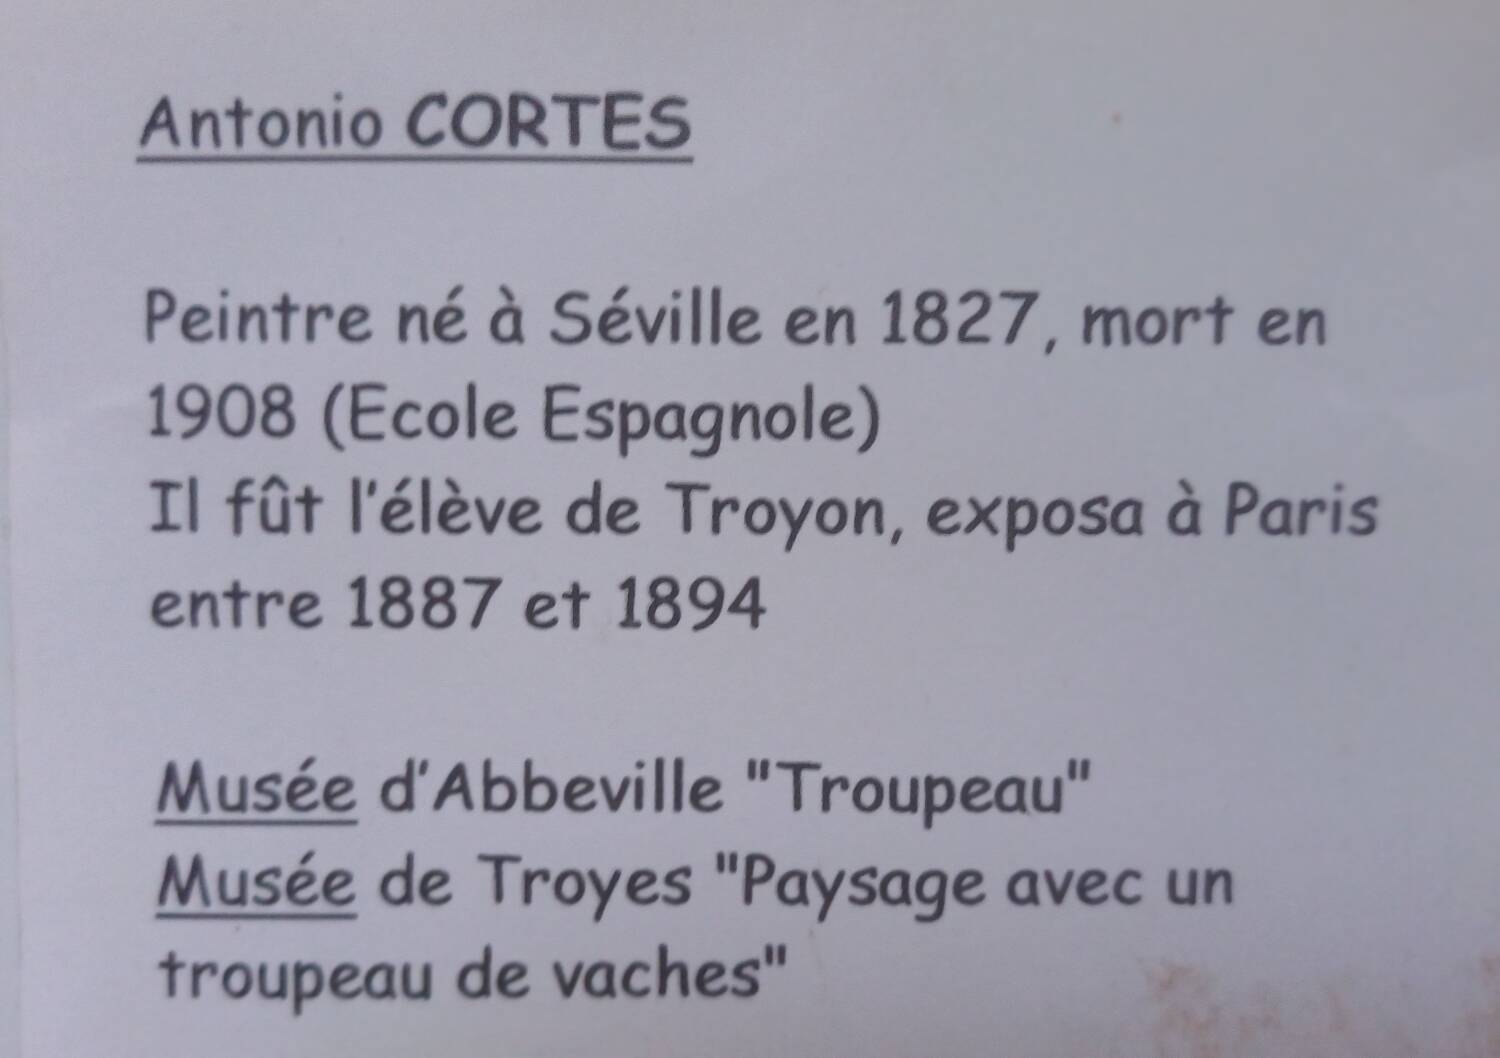 Antonio CORTES
Peintre né à Séville en 1827, mort en
1908 (Ecole Espagnole)
Il fût l'élève de Troyon, exposa à Paris
entre 1887 et 1894
Musée d'Abbeville "Troupeau"
Musée de Troyes "Paysage avec un
troupeau de vaches"